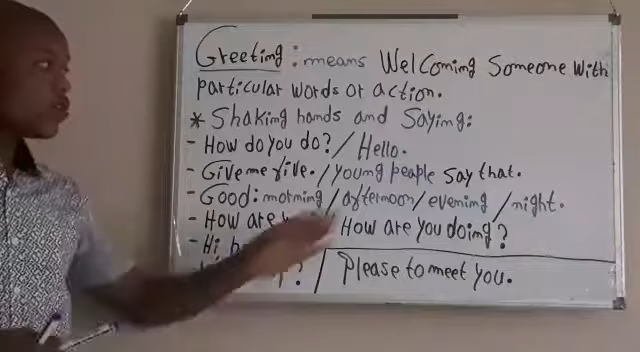 Greeting: means Welcoming Someone with
particular words or action.
* Shaking hands and Saying:
- How do you do? / Hello.
- Give me five. / young peaple say that.
- Good: morning / afternoon / evening / night.
- How are / How are you doing?
- Hi,
? / Please to meet you.